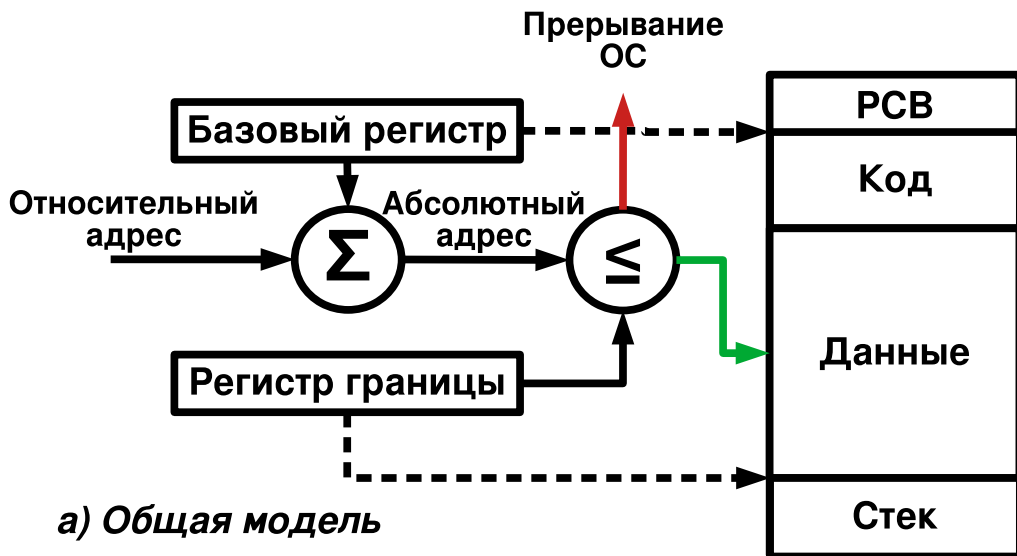 Прерывание
ОС
Базовый регистр
PCB
Код
Относительный
адрес
Абсолютный
адрес
Σ
≤
Данные
Регистр границы
Стек
а) Общая модель